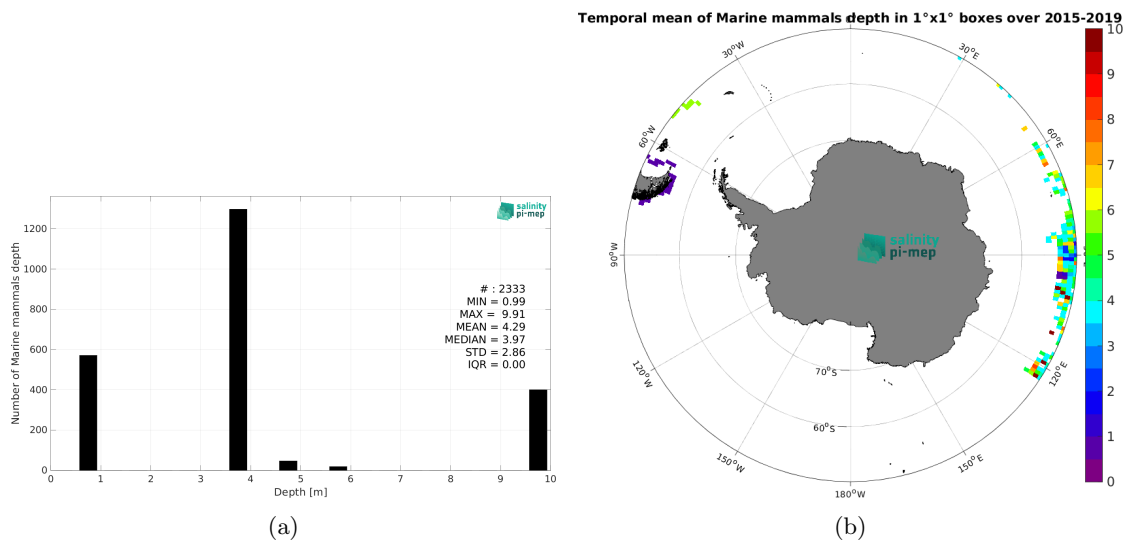 Number of Marine mammals depth
1200
1000
800
600
400
200
0
0 1 2 3 4 5 6 7 8 9 10
Depth [m]
salinity
pi-mep
# : 2333
MIN = 0.99
MAX = 9.91
MEAN = 4.29
MEDIAN = 3.97
STD = 2.86
IQR = 0.00
(a)
Temporal mean of Marine mammals depth in 1°x1° boxes over 2015-2019
30°W
30°E
60°W
60°E
90°W
120°W
120°E
150°W
150°E
180°W
70°S
60°S
salinity
pi-mep
10
9
8
7
6
5
4
3
2
1
0
(b)